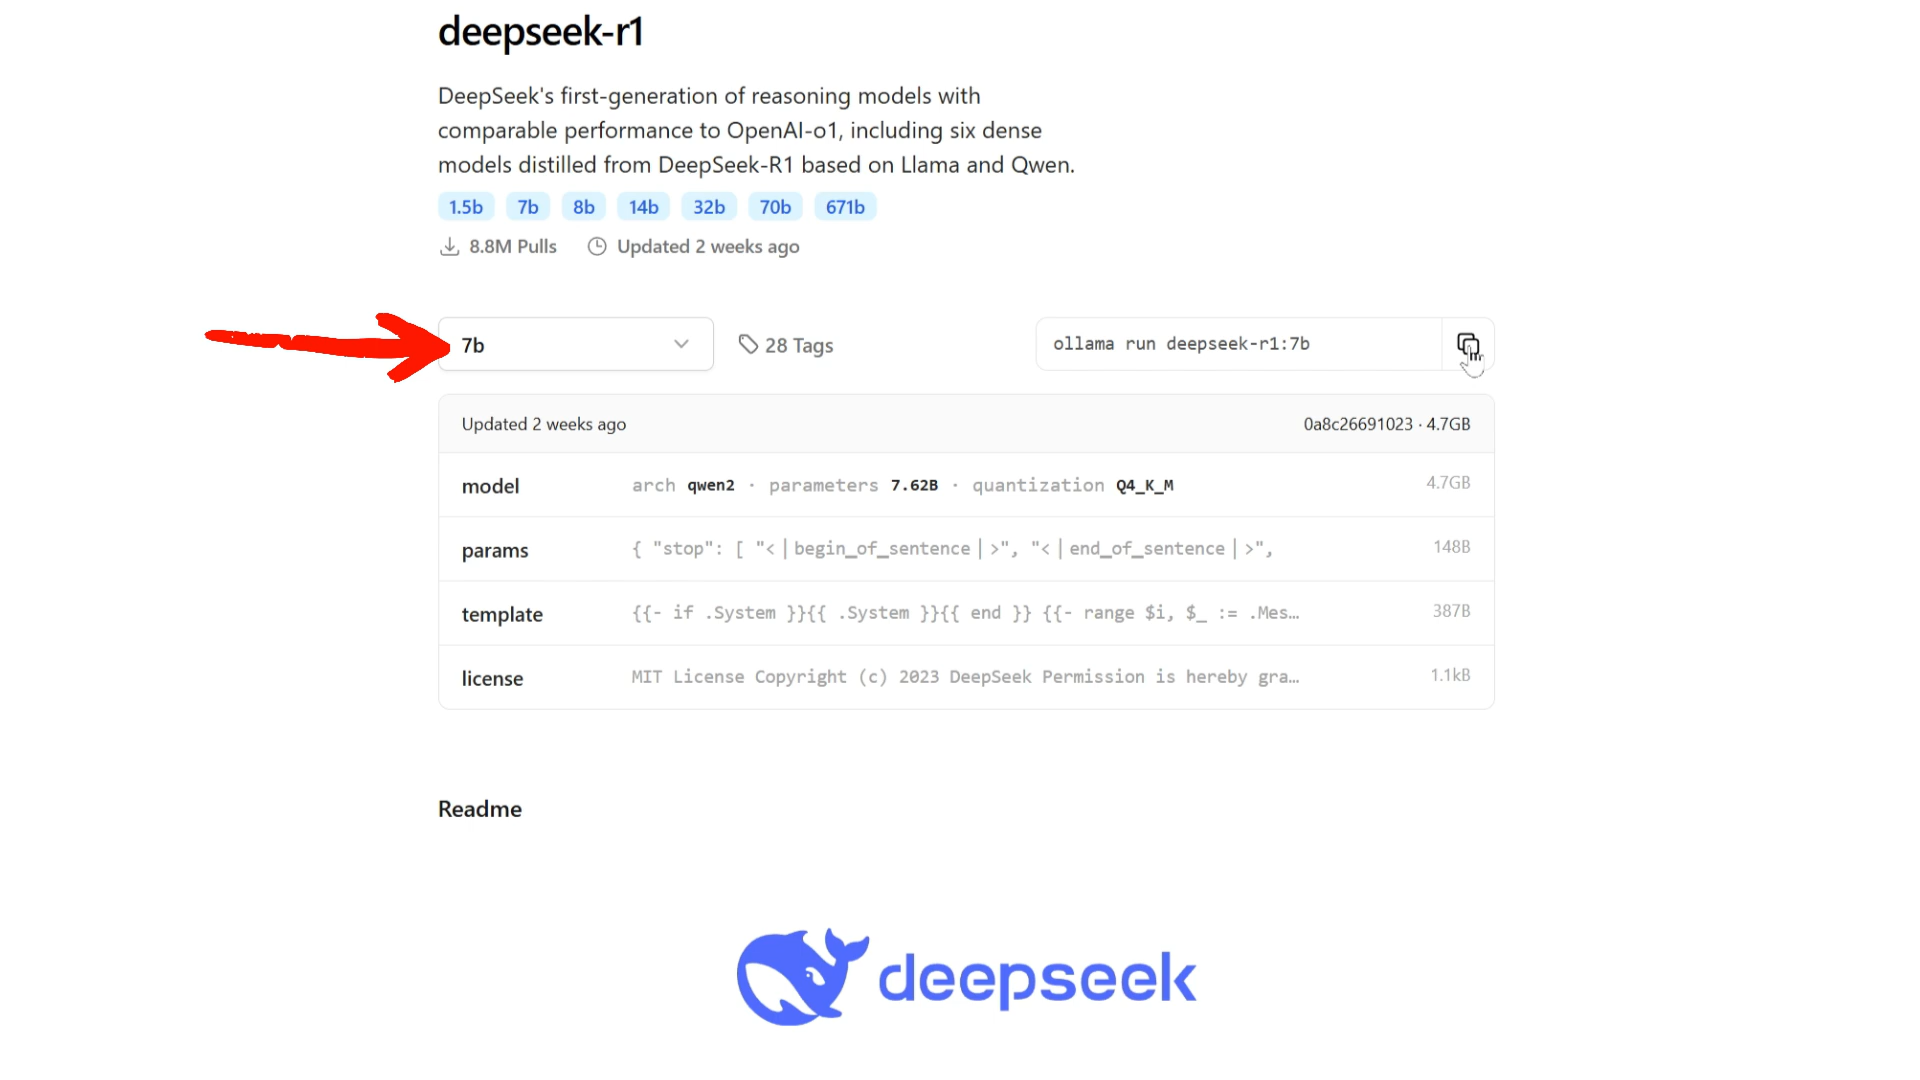 deepseek-r1
DeepSeek's first-generation of reasoning models with
comparable performance to OpenAI-o1, including six dense
models distilled from DeepSeek-R1 based on Llama and Qwen.
1.5b 7b 8b 14b 32b 70b 671b
8.8M Pulls Updated 2 weeks ago
7b 28 Tags ollama run deepseek-r1:7b
Updated 2 weeks ago 0a8c26691023 · 4.7GB
model arch qwen2 · parameters 7.62B · quantization Q4_K_M 4.7GB
params { "stop": [ "<|begin_of_sentence|>", "<|end_of_sentence|>", 148B
template {{- if .System }}{{ .System }}{{ end }} {{- range $i, $_ := .Mes… 387B
license MIT License Copyright (c) 2023 DeepSeek Permission is hereby gra… 1.1kB
Readme
deepseek